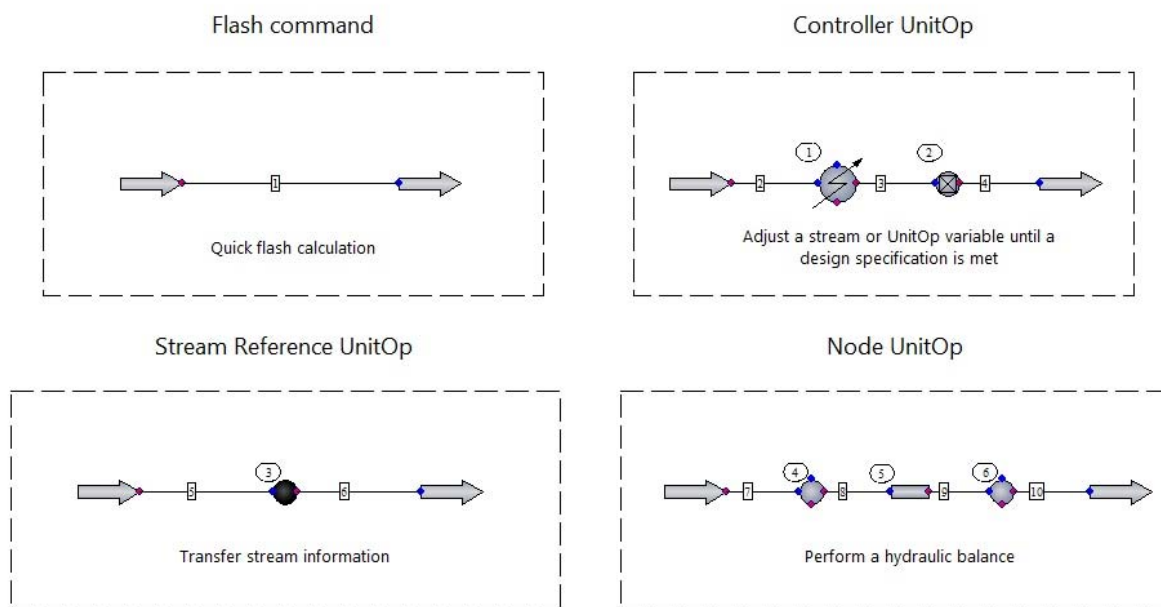 Flash command
Controller UnitOp
1
Quick flash calculation
1
2
2
3
4
Adjust a stream or UnitOp variable until a
design specification is met
Stream Reference UnitOp
Node UnitOp
3
5
6
Transfer stream information
4
5
6
7
8
9
10
Perform a hydraulic balance